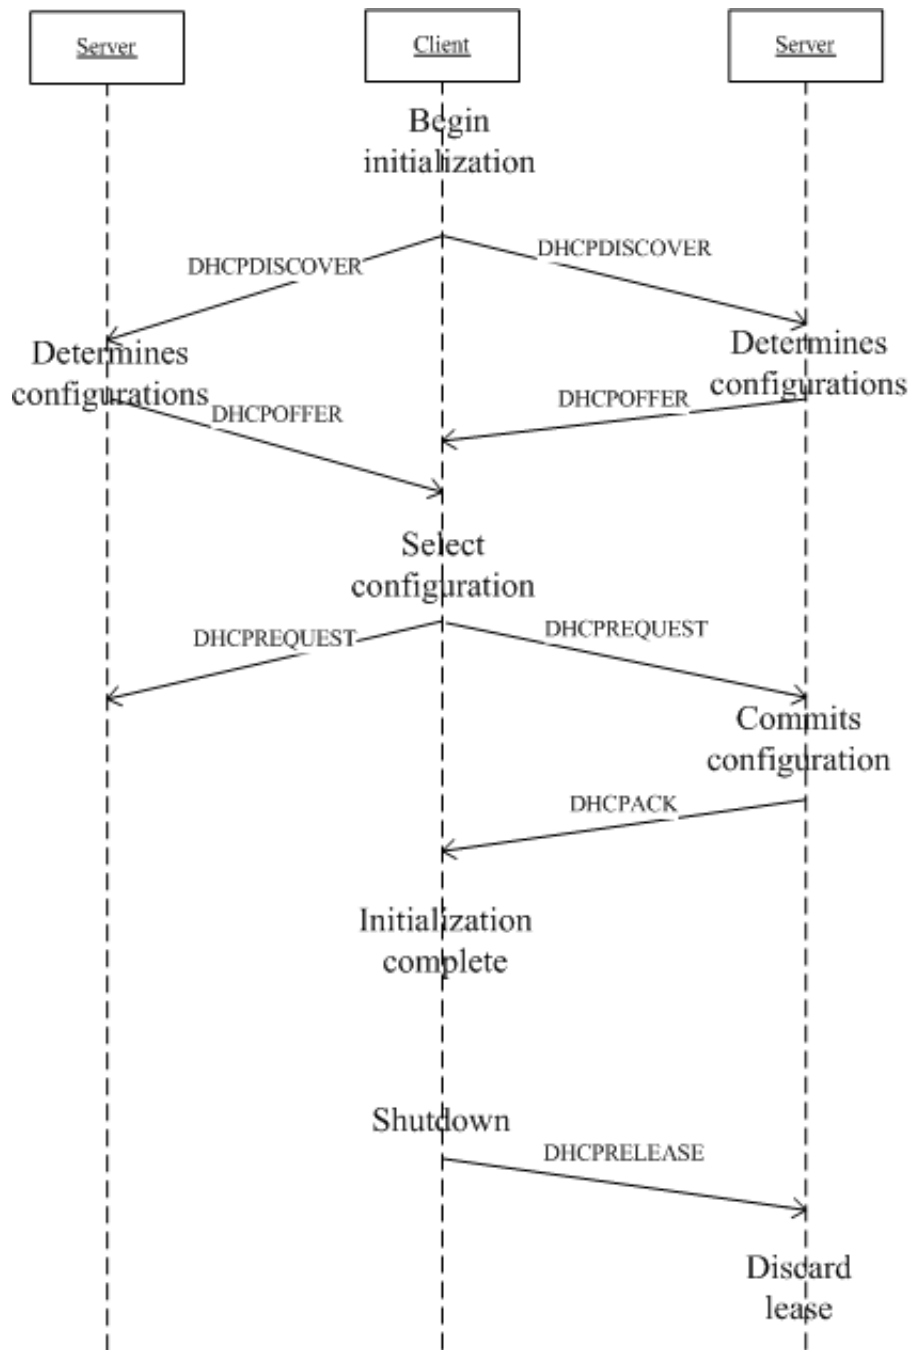 Server
Client
Server
Begin
initialization
DHCPDISCOVER
DHCPDISCOVER
Determines
configurations
Determines
configurations
DHCPOFFER
DHCPOFFER
Select
configuration
DHCPREQUEST
DHCPREQUEST
Commits
configuration
DHCPACK
Initialization
complete
Shutdown
DHCPRELEASE
Discard
lease